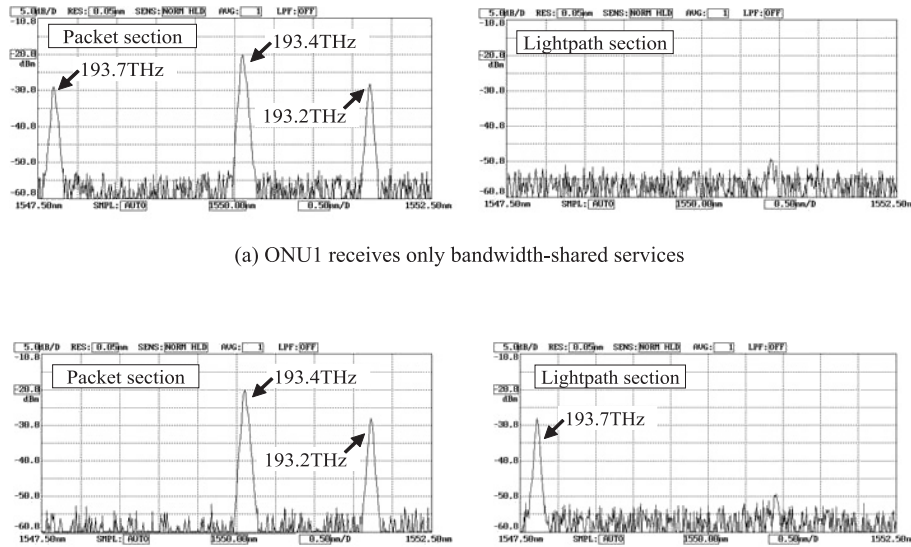 5.0dB/D RES: 0.05nm SENS: NORM HLD AVG: 1 LPF: OFF
-10.0
Packet section
193.4THz
-20.0
dBm
193.7THz
-30.0
193.2THz
-40.0
-50.0
-60.0
1547.50nm SMPL: AUTO 1550.00nm 0.50nm/D 1552.50nm
5.0dB/D RES: 0.05nm SENS: NORM HLD AVG: 1 LPF: OFF
-10.0
Lightpath section
-20.0
dBm
-30.0
-40.0
-50.0
-60.0
1547.50nm SMPL: AUTO 1550.00nm 0.50nm/D 1552.50nm
(a) ONU1 receives only bandwidth-shared services
5.0dB/D RES: 0.05nm SENS: NORM HLD AVG: 1 LPF: OFF
-10.0
Packet section
193.4THz
-20.0
dBm
-30.0
193.2THz
-40.0
-50.0
-60.0
1547.50nm SMPL: AUTO 1550.00nm 0.50nm/D 1552.50nm
5.0dB/D RES: 0.05nm SENS: NORM HLD AVG: 1 LPF: OFF
-10.0
Lightpath section
-20.0
dBm
193.7THz
-30.0
-40.0
-50.0
-60.0
1547.50nm SMPL: AUTO 1550.00nm 0.50nm/D 1552.50nm